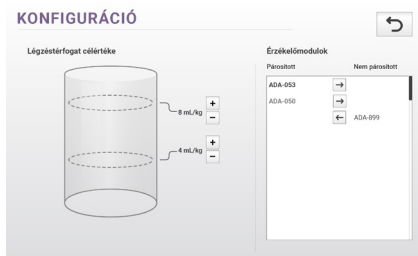 KONFIGURÁCIÓ
Légzéstérfogat célértéke
8 mL/kg
+
−
4 mL/kg
+
−
Érzékelőmodulok
Párosított Nem párosított
ADA-053 →
ADA-050 →
← ADA-899